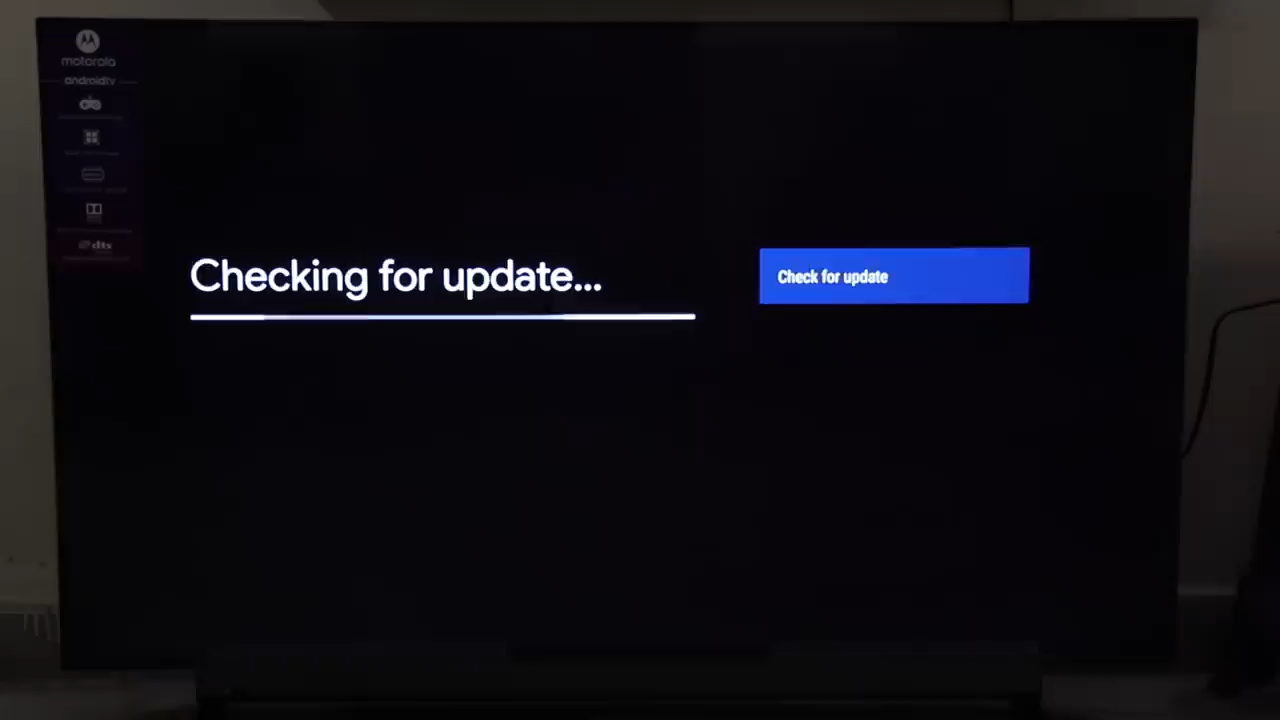 motorola
androidtv
dts
Checking for update...
Check for update